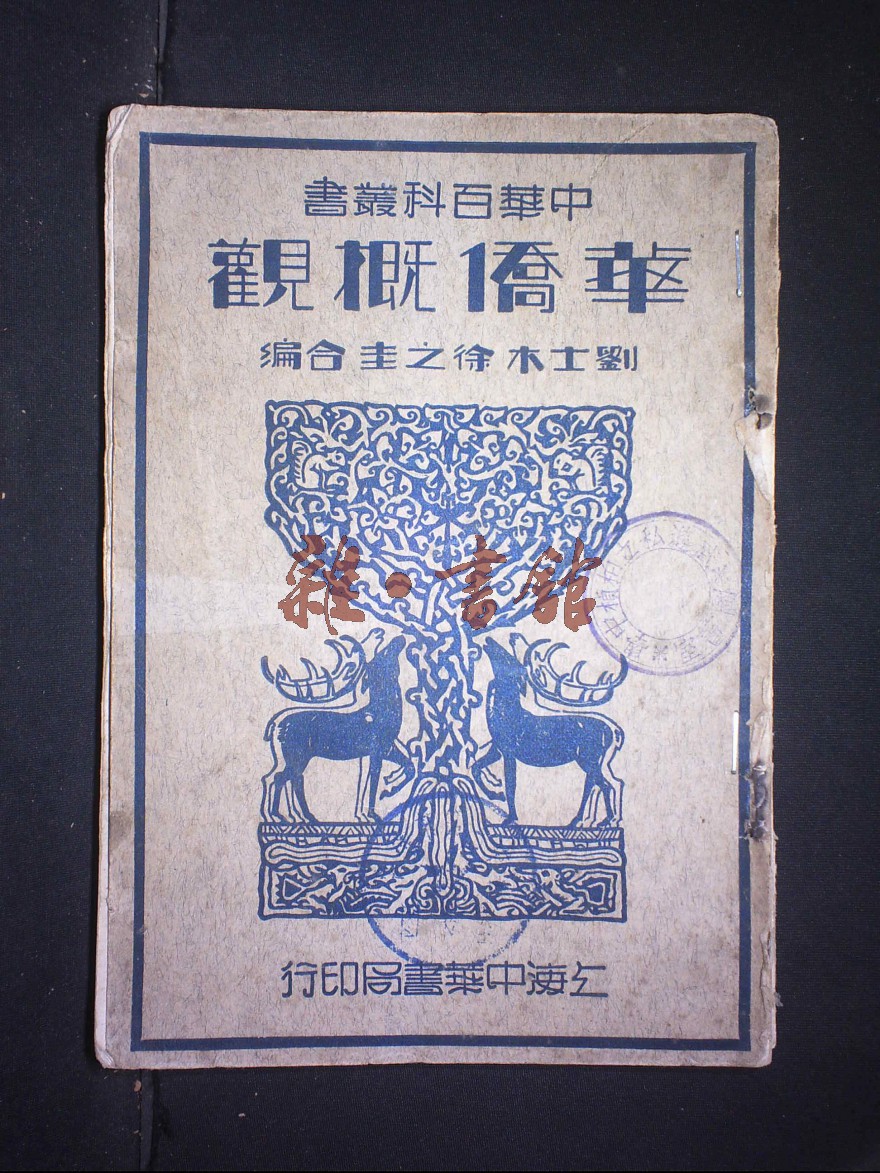 中華百科叢書
華僑概觀
劉士木 徐之圭 合編
雜·書館
上海中華書局印行